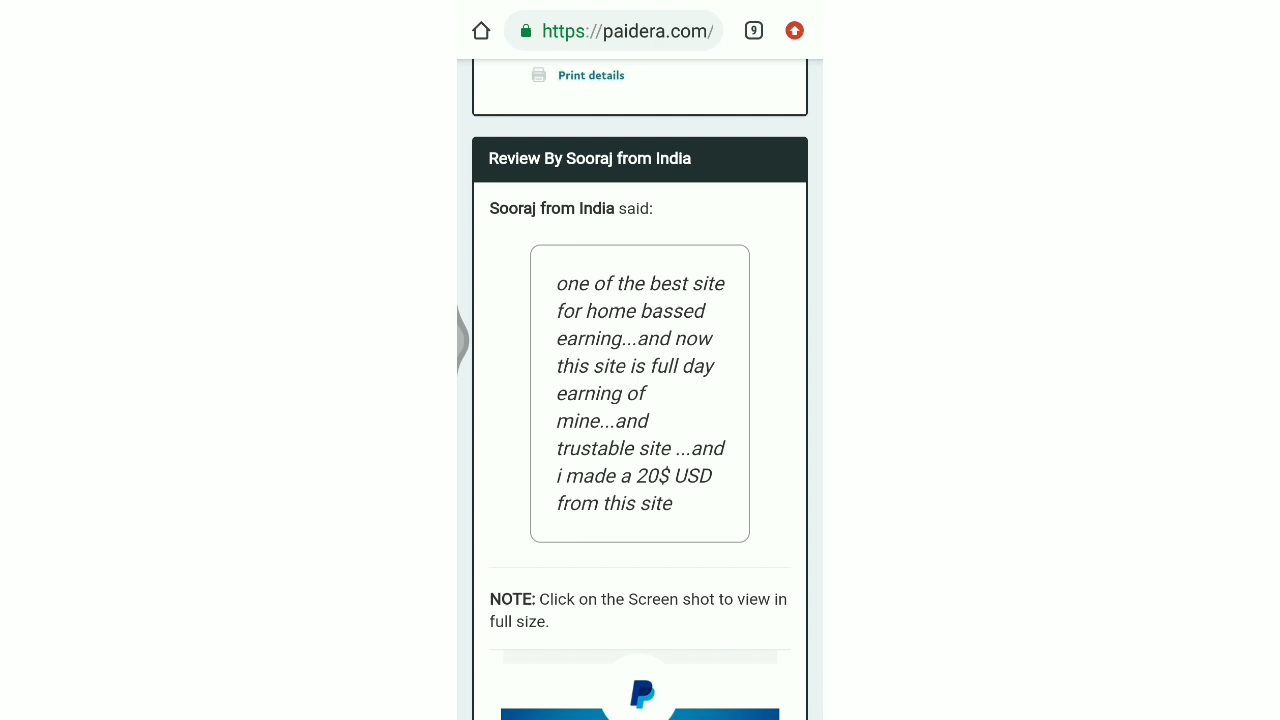 https://paidera.com/
9
Print details
Review By Sooraj from India
Sooraj from India said:
one of the best site
for home bassed
earning...and now
this site is full day
earning of
mine...and
trustable site ...and
i made a 20$ USD
from this site
NOTE: Click on the Screen shot to view in
full size.